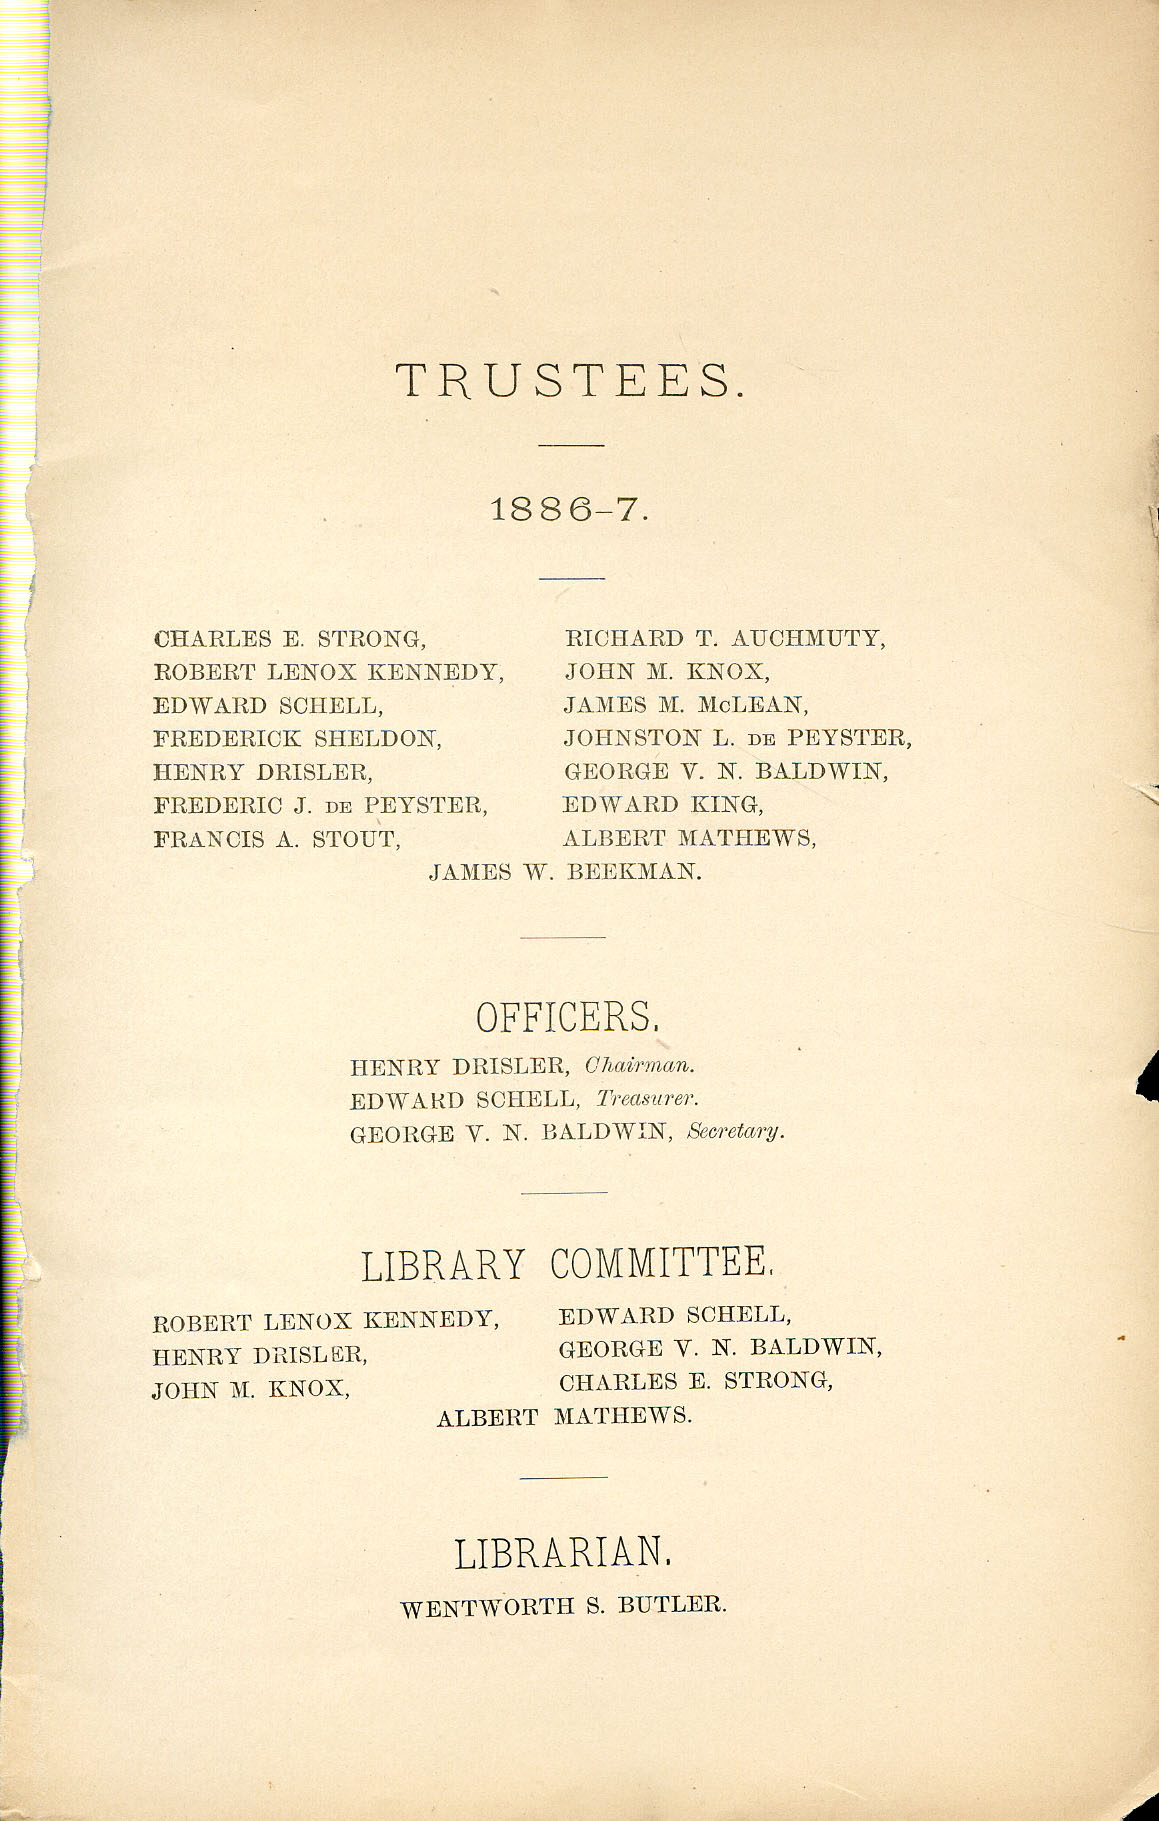 TRUSTEES.
1886–7.
CHARLES E. STRONG,
ROBERT LENOX KENNEDY,
EDWARD SCHELL,
FREDERICK SHELDON,
HENRY DRISLER,
FREDERIC J. DE PEYSTER,
FRANCIS A. STOUT,
RICHARD T. AUCHMUTY,
JOHN M. KNOX,
JAMES M. McLEAN,
JOHNSTON L. DE PEYSTER,
GEORGE V. N. BALDWIN,
EDWARD KING,
ALBERT MATHEWS,
JAMES W. BEEKMAN.
OFFICERS.
HENRY DRISLER, Chairman.
EDWARD SCHELL, Treasurer.
GEORGE V. N. BALDWIN, Secretary.
LIBRARY COMMITTEE.
ROBERT LENOX KENNEDY,
HENRY DRISLER,
JOHN M. KNOX,
EDWARD SCHELL,
GEORGE V. N. BALDWIN,
CHARLES E. STRONG,
ALBERT MATHEWS.
LIBRARIAN.
WENTWORTH S. BUTLER.